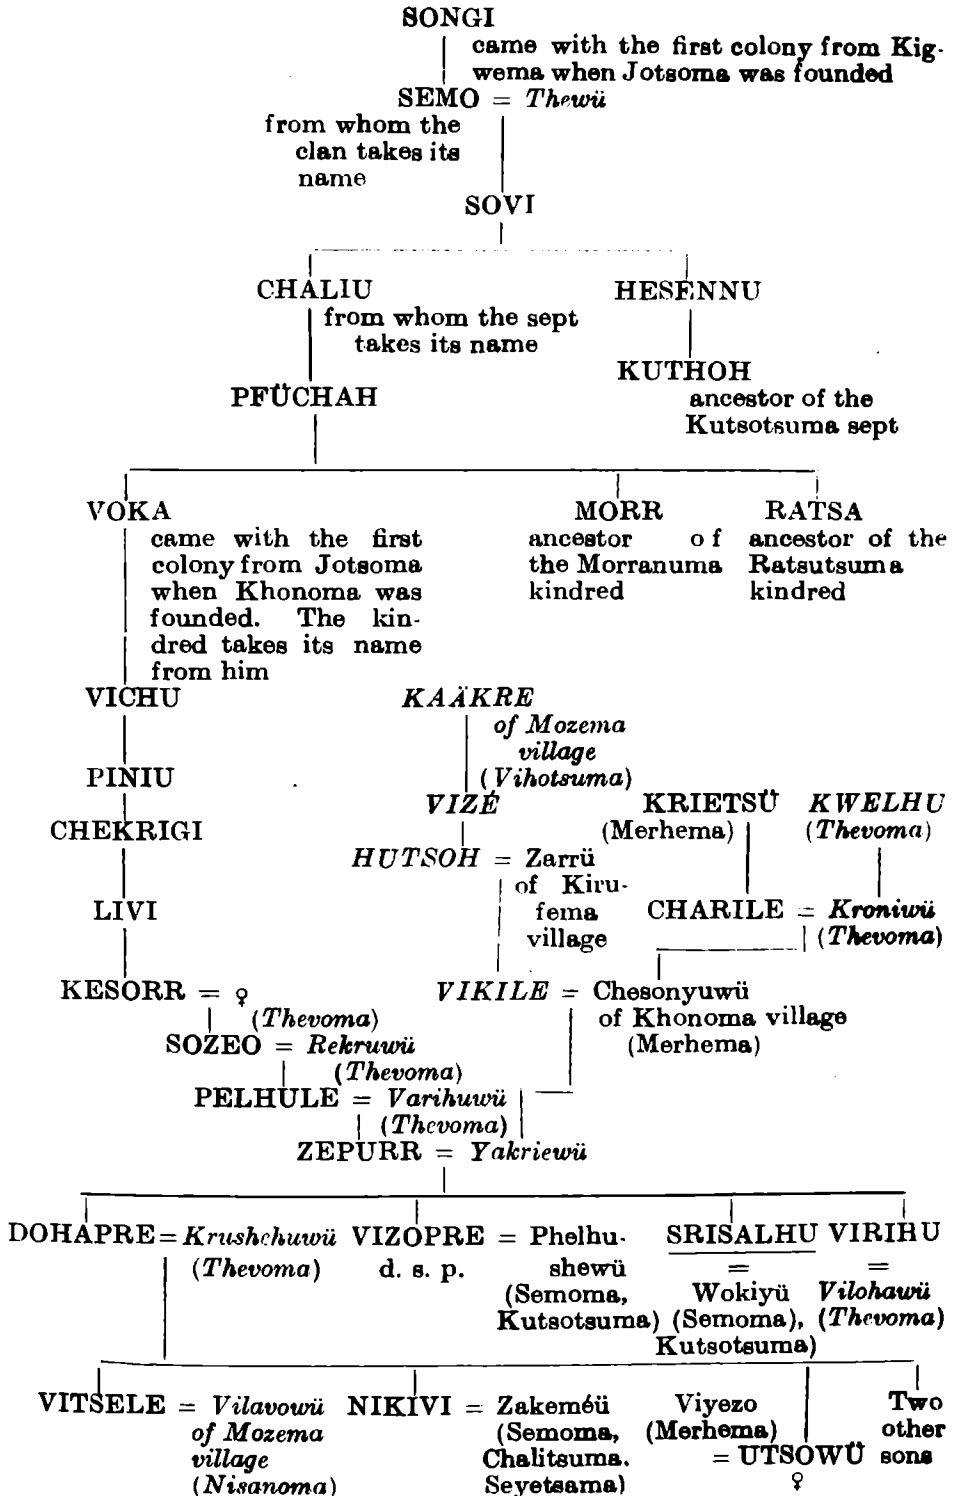 SONGI
came with the first colony from Kig-
wema when Jotsoma was founded
SEMO = Thewü
from whom the
clan takes its
name
SOVI
CHALIU
from whom the sept
takes its name
HESENNU
KUTHOH
ancestor of the
Kutsotsuma sept
PFÜCHAH
VOKA
came with the first
colony from Jotsoma
when Khonoma was
founded. The kin-
dred takes its name
from him
MORR
ancestor of
the Morranuma
kindred
RATSA
ancestor of the
Ratsutsuma
kindred
VICHU
PINIU
CHEKRIGI
LIVI
KAÄKRE
of Mozema
village
(Vihotsuma)
VIZÉ
HUTSOH = Zarrü
of Kiru-
fema
village
KRIETSÜ
(Merhema)
KWELHU
(Thevoma)
CHARILE = Kroniwü
(Thevoma)
KESORR = ♀
(Thevoma)
VIKILE = Chesonyuwü
of Khonoma village
(Merhema)
SOZEO = Rekruwü
(Thevoma)
PELHULE = Varihuwü
(Thevoma)
ZEPURR = Yakriewü
DOHAPRE = Krushchuwü
(Thevoma)
VIZOPRE = Phelhu-
d. s. p. shewü
(Semoma,
Kutsotsuma)
SRISALHU
=
Wokiyü
(Semoma),
Kutsotsuma)
VIRIHU
=
Vilohawü
(Thevoma)
VITSELE = Vilavowü
of Mozema
village
(Nisanoma)
NIKIVI = Zakeméü
(Semoma,
Chalitsuma.
Seyetsama)
Viyezo
(Merhema)
= UTSOWÜ
♀
Two
other
sons